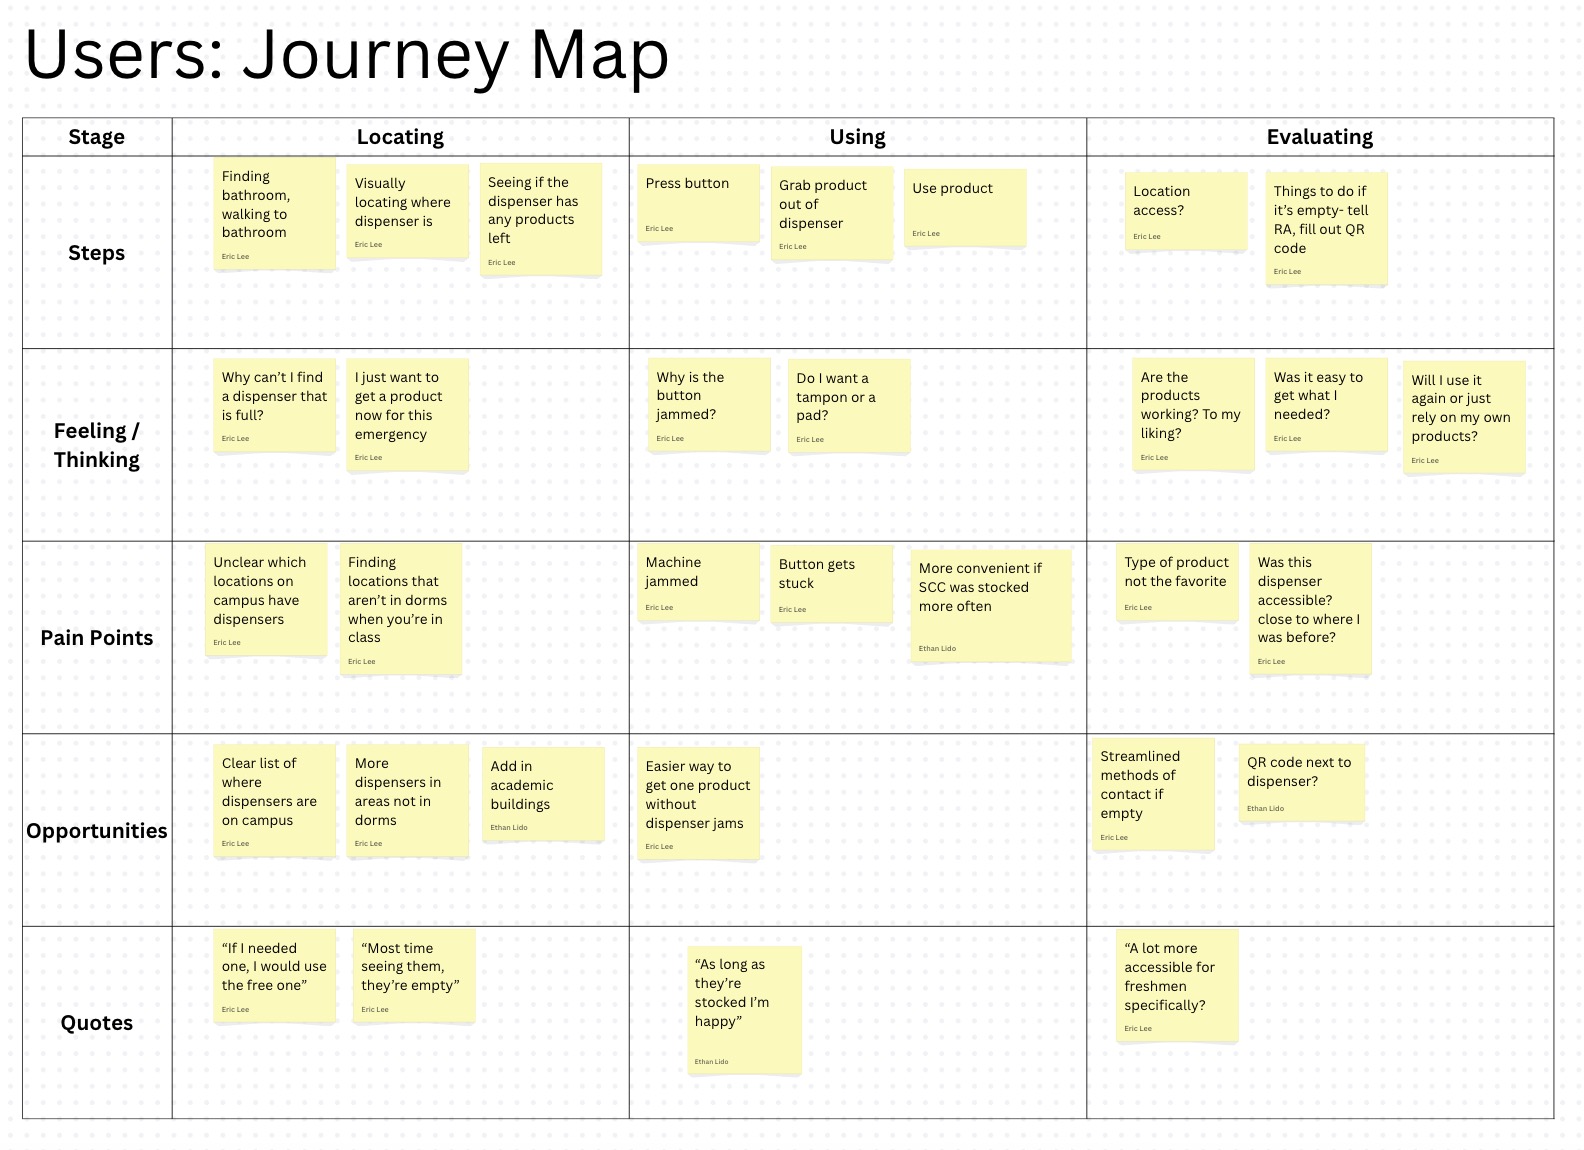 Users: Journey Map
Stage
Locating
Using
Evaluating
Steps
Finding
bathroom,
walking to
bathroom
Eric Lee
Visually
locating where
dispenser is
Eric Lee
Seeing if the
dispenser has
any products
left
Eric Lee
Press button
Eric Lee
Grab product
out of
dispenser
Eric Lee
Use product
Eric Lee
Location
access?
Eric Lee
Things to do if
it’s empty- tell
RA, fill out QR
code
Eric Lee
Feeling /
Thinking
Why can’t I find
a dispenser that
is full?
Eric Lee
I just want to
get a product
now for this
emergency
Eric Lee
Why is the
button
jammed?
Eric Lee
Do I want a
tampon or a
pad?
Eric Lee
Are the
products
working? To my
liking?
Eric Lee
Was it easy to
get what I
needed?
Eric Lee
Will I use it
again or just
rely on my own
products?
Eric Lee
Pain Points
Unclear which
locations on
campus have
dispensers
Eric Lee
Finding
locations that
aren’t in dorms
when you’re in
class
Eric Lee
Machine
jammed
Eric Lee
Button gets
stuck
Eric Lee
More convenient if
SCC was stocked
more often
Ethan Lido
Type of product
not the favorite
Eric Lee
Was this
dispenser
accessible?
close to where I
was before?
Eric Lee
Opportunities
Clear list of
where
dispensers are
on campus
Eric Lee
More
dispensers in
areas not in
dorms
Eric Lee
Add in
academic
buildings
Ethan Lido
Easier way to
get one product
without
dispenser jams
Eric Lee
Streamlined
methods of
contact if
empty
Eric Lee
QR code next to
dispenser?
Ethan Lido
Quotes
“If I needed
one, I would use
the free one”
Eric Lee
“Most time
seeing them,
they’re empty”
Eric Lee
“As long as
they’re
stocked I’m
happy”
Ethan Lido
“A lot more
accessible for
freshmen
specifically?
Eric Lee